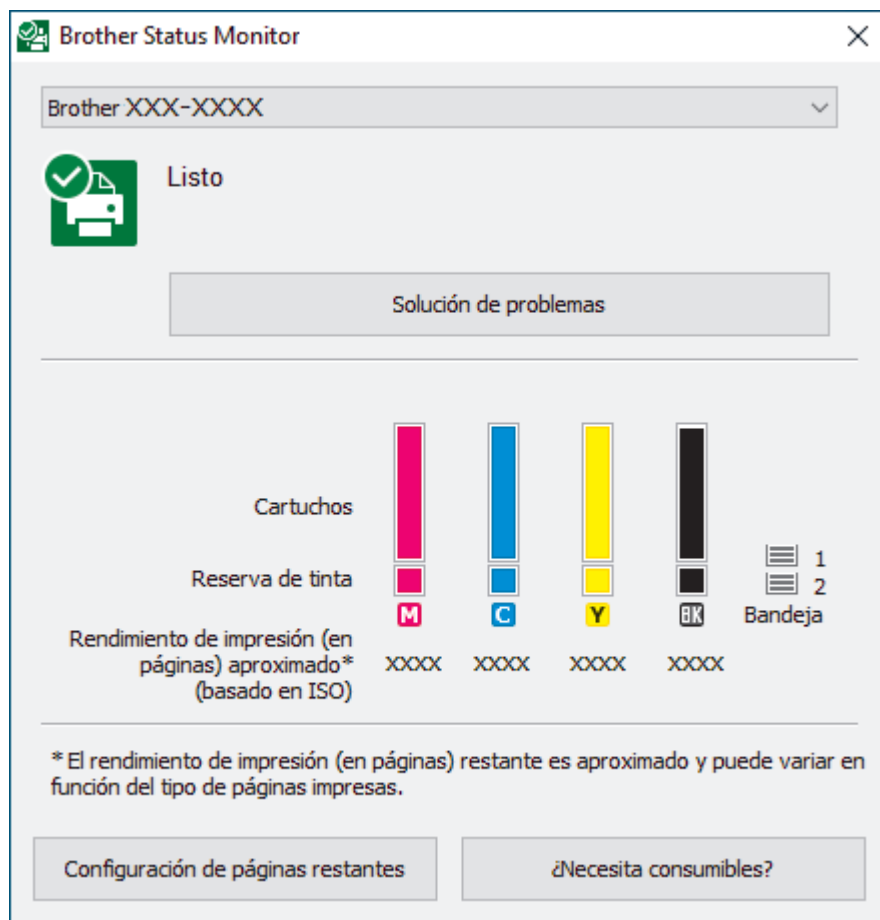 Brother Status Monitor
Brother XXX-XXXX
Listo
Solución de problemas
Cartuchos
1
Reserva de tinta
2
M C Y BK Bandeja
Rendimiento de impresión (en
páginas) aproximado* XXXX XXXX XXXX XXXX
(basado en ISO)
* El rendimiento de impresión (en páginas) restante es aproximado y puede variar en
función del tipo de páginas impresas.
Configuración de páginas restantes
¿Necesita consumibles?